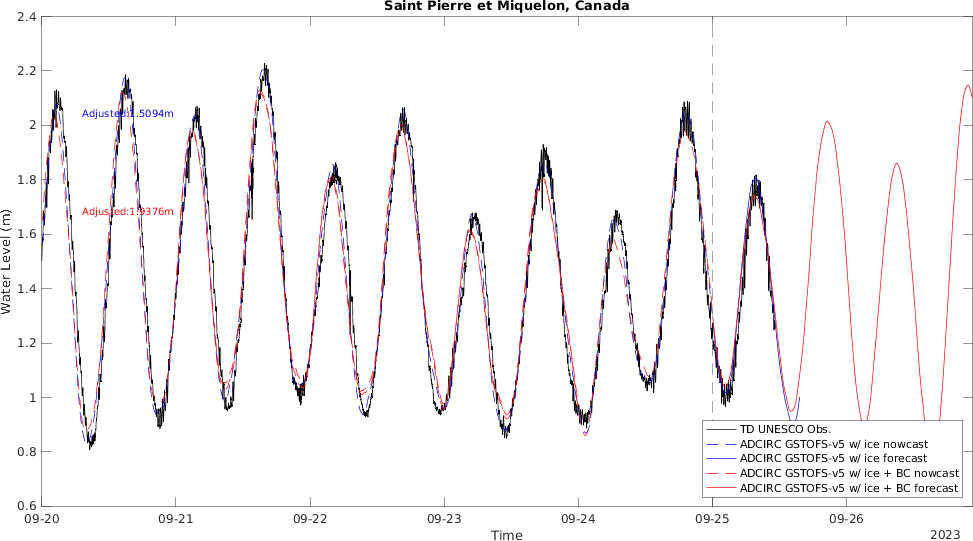 Saint Pierre et Miquelon, Canada
2.4
2.2
2
1.8
1.6
1.4
1.2
1
0.8
0.6
Water Level (m)
Adjusted:1.5094m
Adjusted:1.9376m
TD UNESCO Obs.
ADCIRC GSTOFS-v5 w/ ice nowcast
ADCIRC GSTOFS-v5 w/ ice forecast
ADCIRC GSTOFS-v5 w/ ice + BC nowcast
ADCIRC GSTOFS-v5 w/ ice + BC forecast
09-20 09-21 09-22 09-23 09-24 09-25 09-26
Time
2023